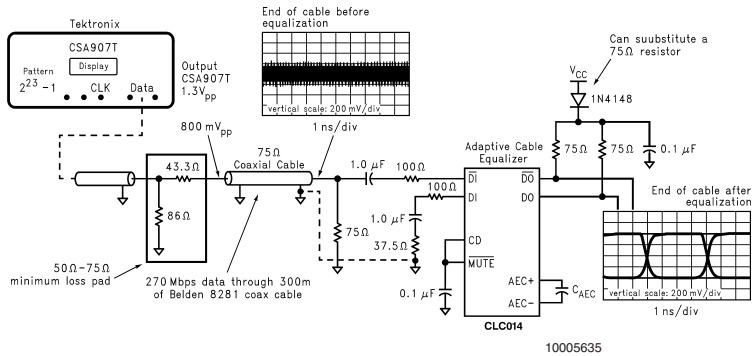 Tektronix
CSA907T
Display
Pattern
2^23 -1
CLK
Data
Output
CSA907T
1.3Vpp
End of cable before
equalization
vertical scale: 200 mV/div
1 ns/div
Can suubstitute a
75Ω resistor
VCC
1N4148
75Ω
75Ω
0.1 μF
800 mVpp
43.3Ω
86Ω
50Ω-75Ω
minimum loss pad
75Ω
Coaxial Cable
270 Mbps data through 300m
of Belden 8281 coax cable
75Ω
1.0 μF
100Ω
100Ω
1.0 μF
37.5Ω
0.1 μF
Adaptive Cable
Equalizer
DI
DI
CD
MUTE
DO
DO
AEC+
AEC-
CAEC
CLC014
End of cable after
equalization
vertical scale: 200 mV/div
1 ns/div
10005635